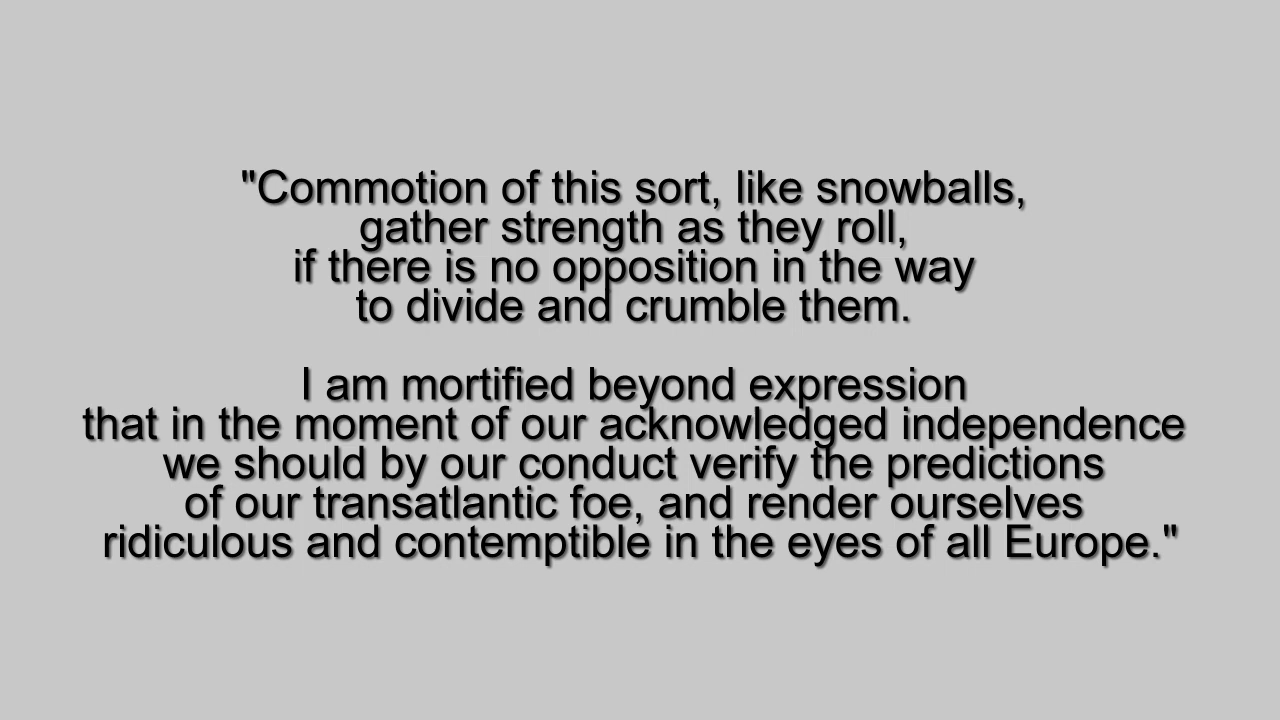 "Commotion of this sort, like snowballs,
gather strength as they roll,
if there is no opposition in the way
to divide and crumble them.
I am mortified beyond expression
that in the moment of our acknowledged independence
we should by our conduct verify the predictions
of our transatlantic foe, and render ourselves
ridiculous and contemptible in the eyes of all Europe."